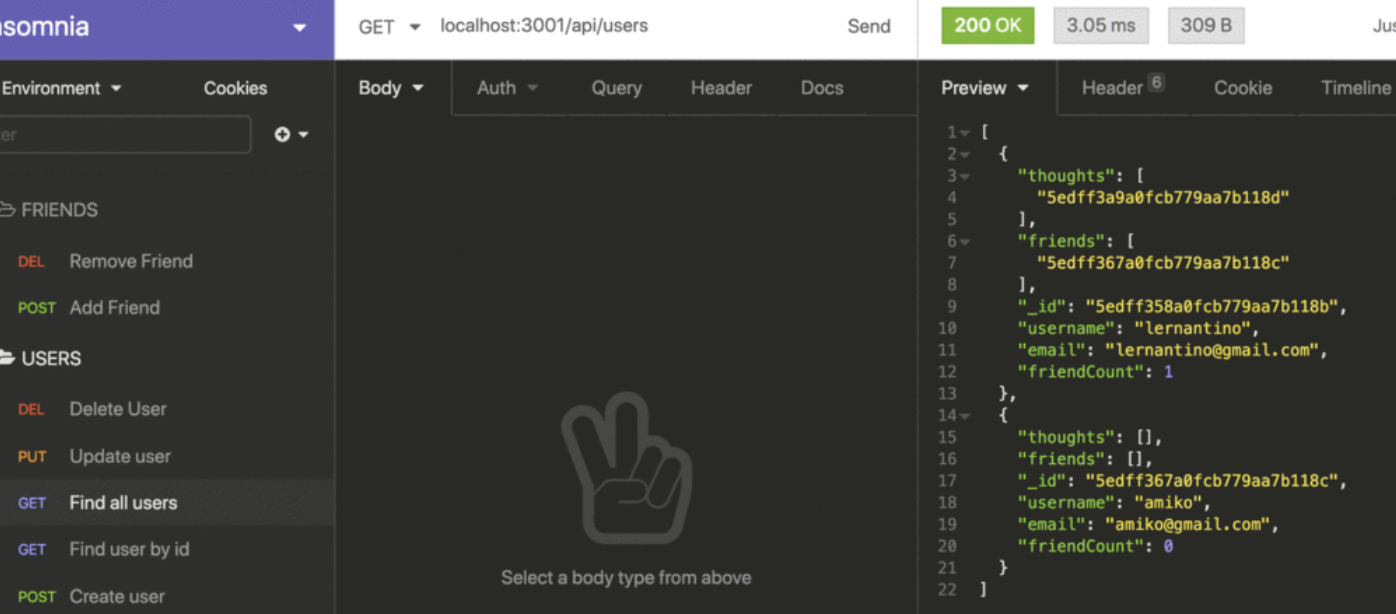 nsomnia
GET localhost:3001/api/users Send
200 OK 3.05 ms 309 B Jus
Environment Cookies
Body Auth Query Header Docs
Preview Header 6 Cookie Timeline
er
FRIENDS
DEL Remove Friend
POST Add Friend
USERS
DEL Delete User
PUT Update user
GET Find all users
GET Find user by id
POST Create user
Select a body type from above
1 [
2 {
3 "thoughts": [
4 "5edff3a9a0fcb779aa7b118d"
5 ],
6 "friends": [
7 "5edff367a0fcb779aa7b118c"
8 ],
9 "_id": "5edff358a0fcb779aa7b118b",
10 "username": "lernantino",
11 "email": "lernantino@gmail.com",
12 "friendCount": 1
13 },
14 {
15 "thoughts": [],
16 "friends": [],
17 "_id": "5edff367a0fcb779aa7b118c",
18 "username": "amiko",
19 "email": "amiko@gmail.com",
20 "friendCount": 0
21 }
22 ]